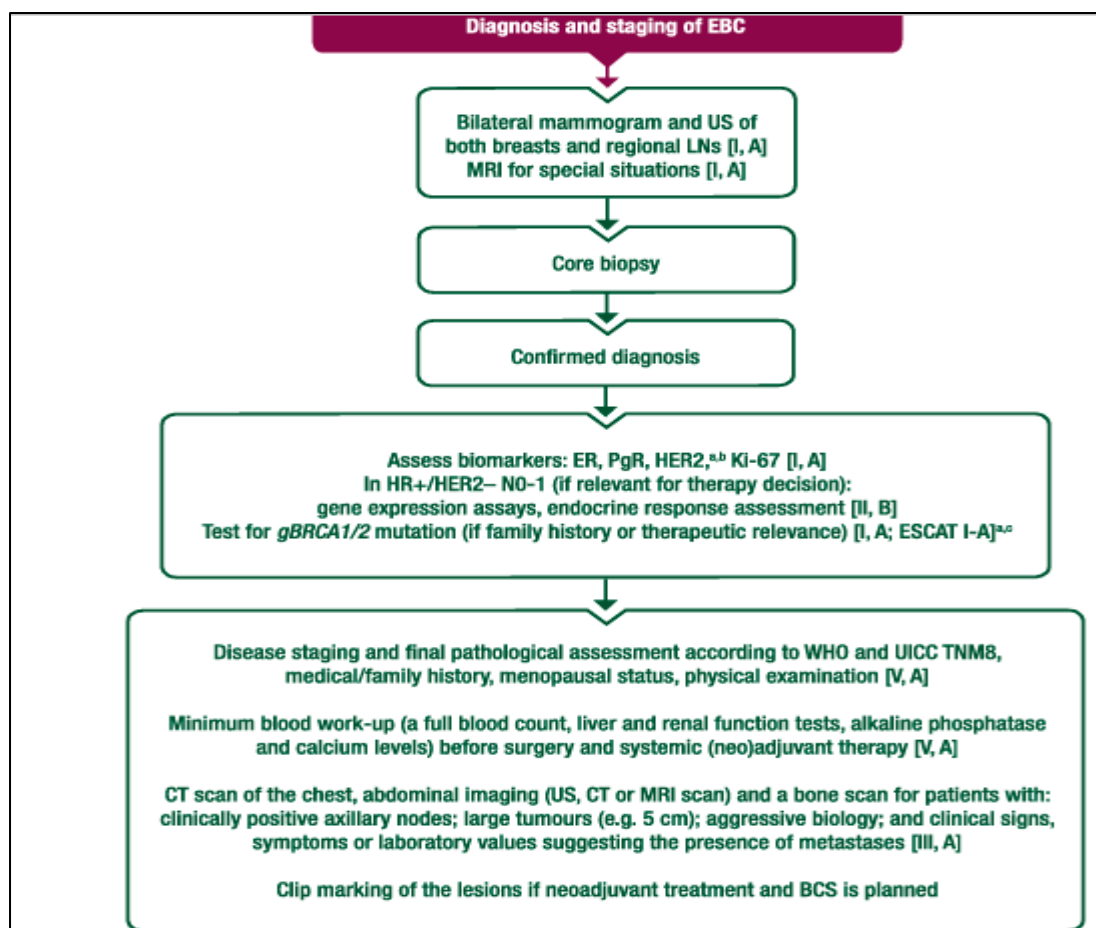 Diagnosis and staging of EBC
Bilateral mammogram and US of
both breasts and regional LNs [I, A]
MRI for special situations [I, A]
Core biopsy
Confirmed diagnosis
Assess biomarkers: ER, PgR, HER2,a,b Ki-67 [I, A]
In HR+/HER2– N0-1 (if relevant for therapy decision):
gene expression assays, endocrine response assessment [II, B]
Test for gBRCA1/2 mutation (if family history or therapeutic relevance) [I, A; ESCAT I-A]a,c
Disease staging and final pathological assessment according to WHO and UICC TNM8,
medical/family history, menopausal status, physical examination [V, A]
Minimum blood work-up (a full blood count, liver and renal function tests, alkaline phosphatase
and calcium levels) before surgery and systemic (neo)adjuvant therapy [V, A]
CT scan of the chest, abdominal imaging (US, CT or MRI scan) and a bone scan for patients with:
clinically positive axillary nodes; large tumours (e.g. 5 cm); aggressive biology; and clinical signs,
symptoms or laboratory values suggesting the presence of metastases [III, A]
Clip marking of the lesions if neoadjuvant treatment and BCS is planned